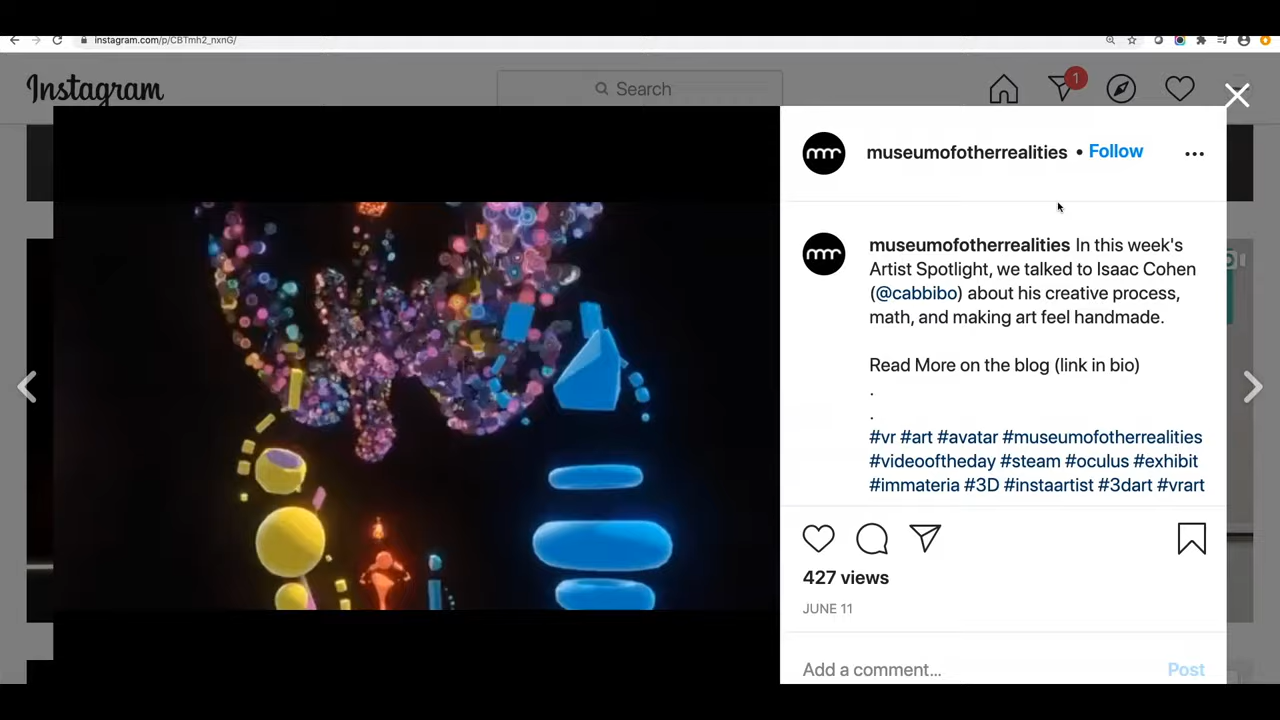 instagram.com/p/CBTmh2_nxnG/
Instagram
Search
1
museumofotherrealities • Follow
museumofotherrealities In this week's
Artist Spotlight, we talked to Isaac Cohen
(@cabbibo) about his creative process,
math, and making art feel handmade.
Read More on the blog (link in bio)
.
.
#vr #art #avatar #museumofotherrealities
#videooftheday #steam #oculus #exhibit
#immateria #3D #instaartist #3dart #vrart
427 views
JUNE 11
Add a comment... Post